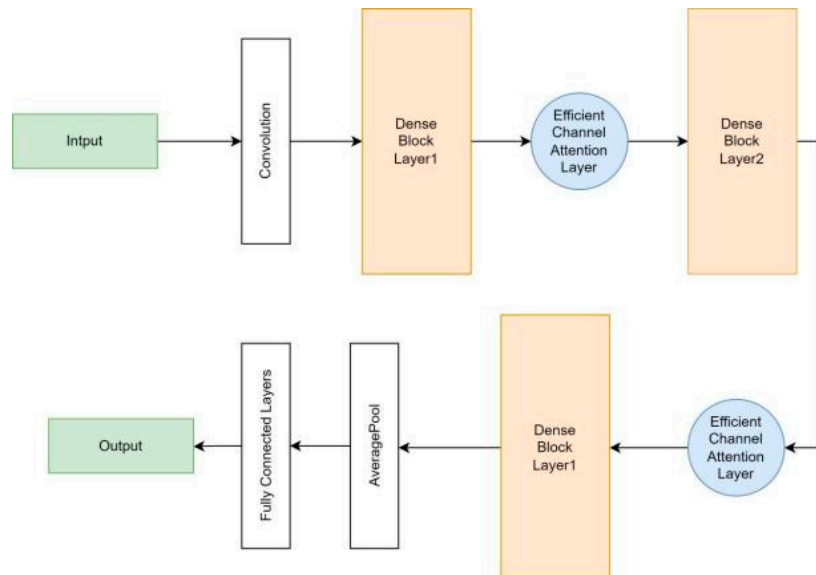 Intput
Convolution
Dense
Block
Layer1
Efficient
Channel
Attention
Layer
Dense
Block
Layer2
Efficient
Channel
Attention
Layer
Dense
Block
Layer1
AveragePool
Fully Connected Layers
Output